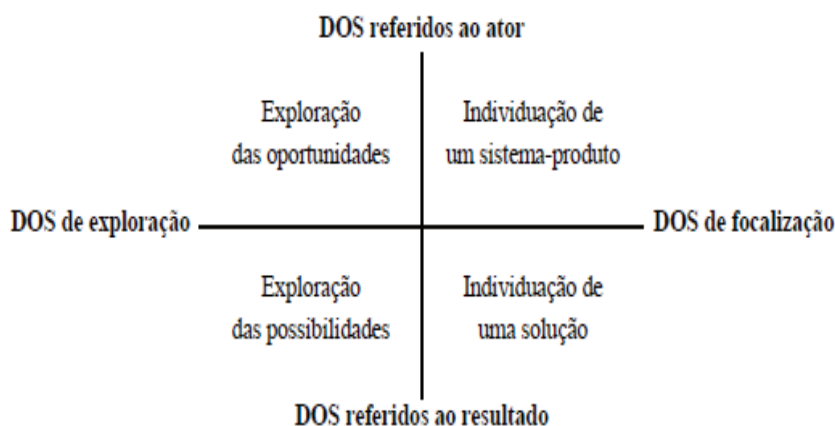 DOS referidos ao ator
Exploração
das oportunidades
Individuação de
um sistema-produto
DOS de exploração
DOS de focalização
Exploração
das possibilidades
Individuação de
uma solução
DOS referidos ao resultado